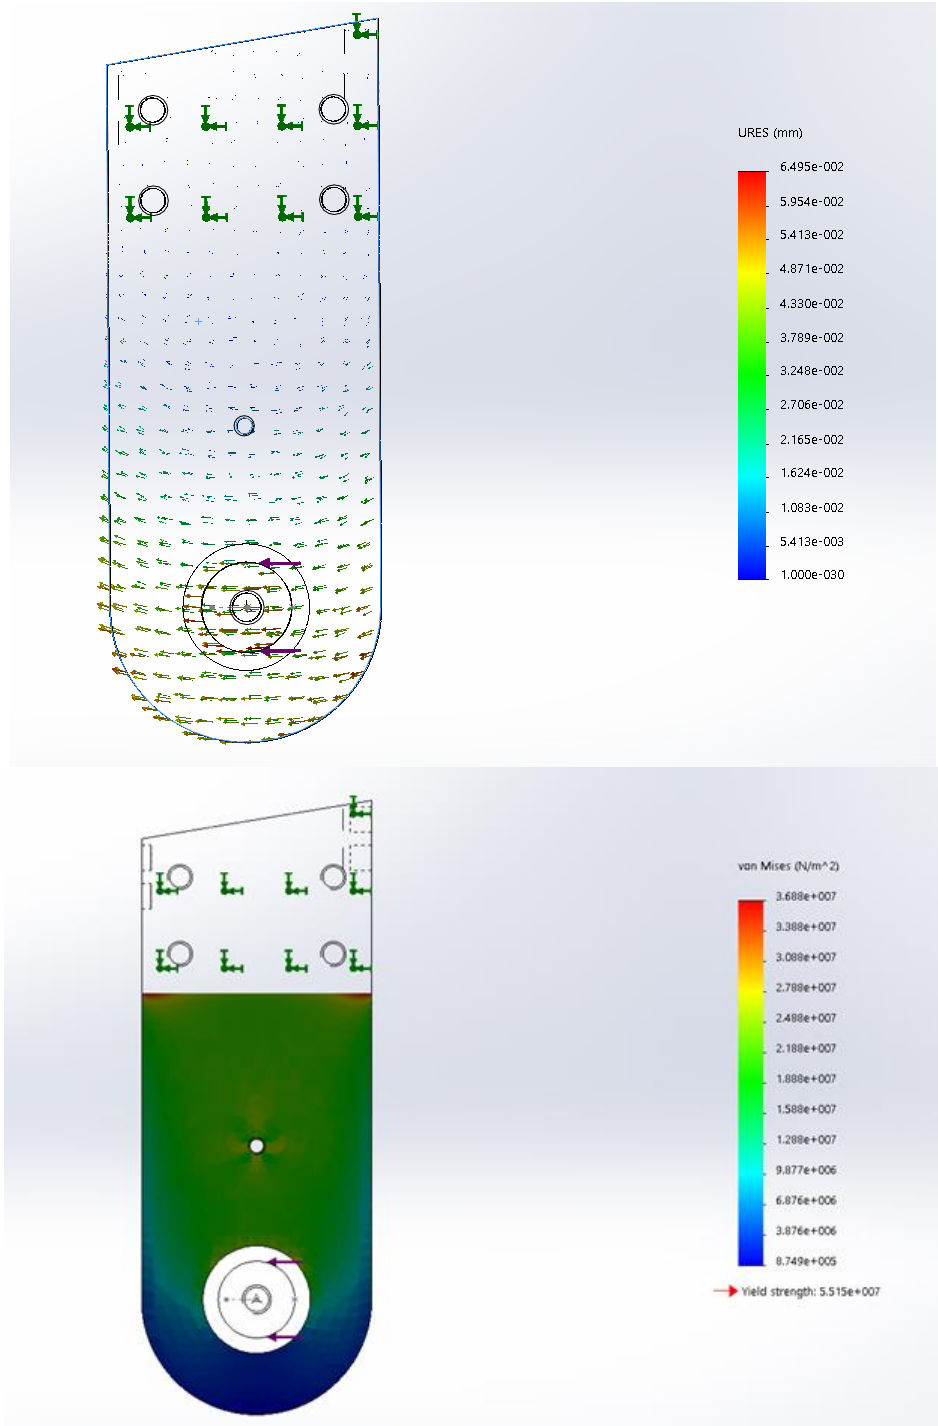 URES (mm)
6.495e-002
5.954e-002
5.413e-002
4.871e-002
4.330e-002
3.789e-002
3.248e-002
2.706e-002
2.165e-002
1.624e-002
1.083e-002
5.413e-003
1.000e-030
von Mises (N/m^2)
3.688e+007
3.388e+007
3.088e+007
2.788e+007
2.488e+007
2.188e+007
1.888e+007
1.588e+007
1.288e+007
9.877e+006
6.876e+006
3.876e+006
8.749e+005
Yield strength: 5.515e+007